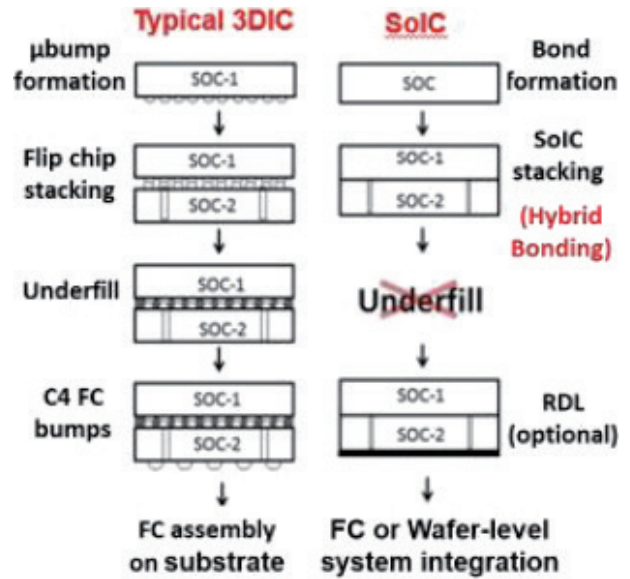 Typical 3DIC
SoIC
μbump
formation
SOC-1
SOC
Bond
formation
Flip chip
stacking
SOC-1
SOC-2
SOC-1
SOC-2
SoIC
stacking
(Hybrid
Bonding)
Underfill
SOC-1
SOC-2
Underfill
C4 FC
bumps
SOC-1
SOC-2
SOC-1
SOC-2
RDL
(optional)
FC assembly
on substrate
FC or Wafer-level
system integration